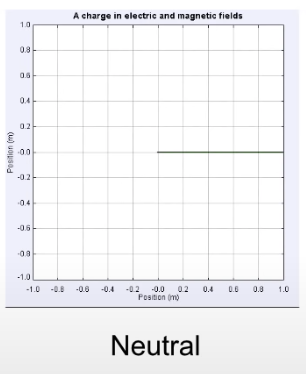 A charge in electric and magnetic fields
1.0
0.8
0.6
0.4
0.2
-0.0
-0.2
-0.4
-0.6
-0.8
-1.0
Position (m)
-1.0 -0.8 -0.6 -0.4 -0.2 -0.0 0.2 0.4 0.6 0.8 1.0
Position (m)
Neutral